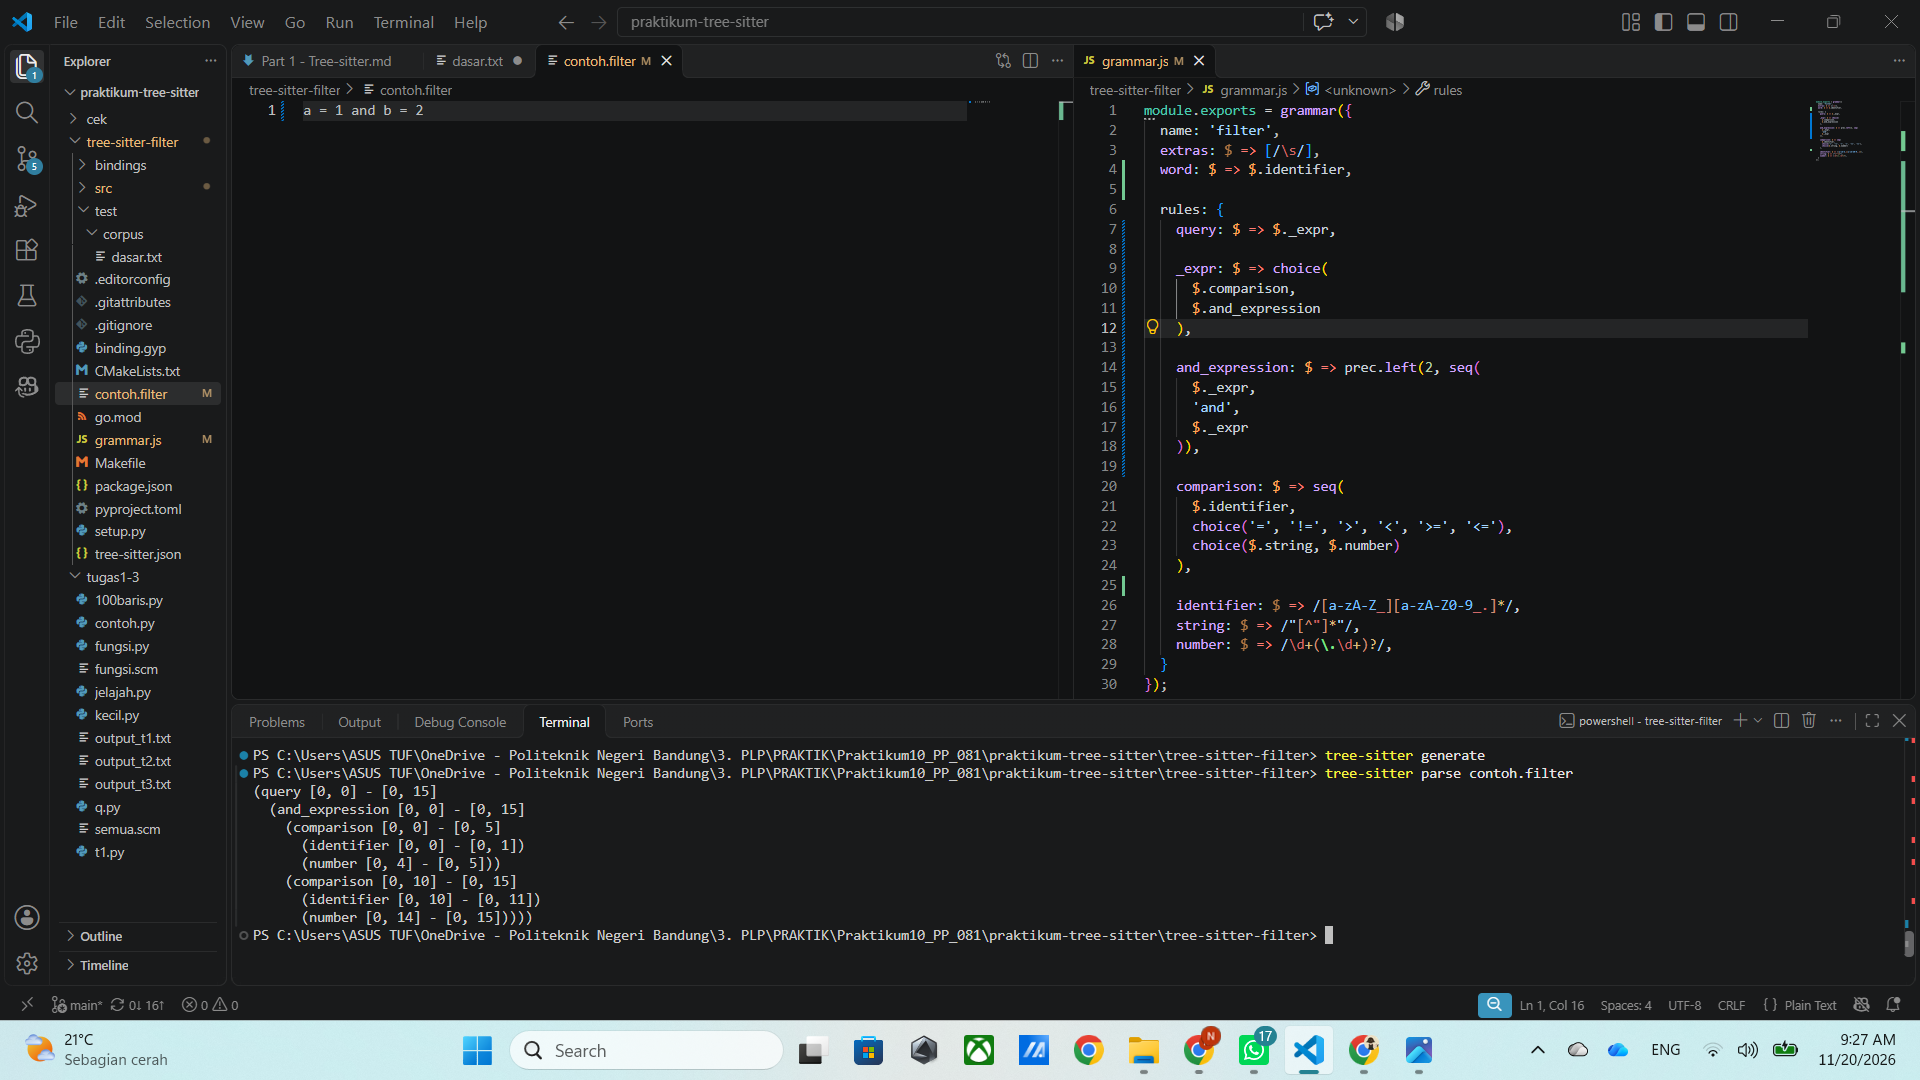 File Edit Selection View Go Run Terminal Help
praktikum-tree-sitter
Explorer
praktikum-tree-sitter
cek
tree-sitter-filter
bindings
src
test
corpus
dasar.txt
.editorconfig
.gitattributes
.gitignore
binding.gyp
CMakeLists.txt
contoh.filter M
go.mod
grammar.js M
Makefile
package.json
pyproject.toml
setup.py
tree-sitter.json
tugas1-3
100baris.py
contoh.py
fungsi.py
fungsi.scm
jelajah.py
kecil.py
output_t1.txt
output_t2.txt
output_t3.txt
q.py
semua.scm
t1.py
Outline
Timeline
1
5
Part 1 - Tree-sitter.md
dasar.txt
contoh.filter M
tree-sitter-filter > contoh.filter
1 a = 1 and b = 2
JS grammar.js M
tree-sitter-filter > JS grammar.js > <unknown> > rules
1 module.exports = grammar({
2 name: 'filter',
3 extras: $ => [/\s/],
4 word: $ => $.identifier,
5
6 rules: {
7 query: $ => $._expr,
8
9 _expr: $ => choice(
10 $.comparison,
11 $.and_expression
12 ),
13
14 and_expression: $ => prec.left(2, seq(
15 $._expr,
16 'and',
17 $._expr
18 )),
19
20 comparison: $ => seq(
21 $.identifier,
22 choice('=', '!=', '>', '<', '>=', '<='),
23 choice($.string, $.number)
24 ),
25
26 identifier: $ => /[a-zA-Z_][a-zA-Z0-9_.]*/,
27 string: $ => /"[^"]*"/,
28 number: $ => /\d+(\.\d+)?/,
29 }
30 });
Problems Output Debug Console Terminal Ports
powershell - tree-sitter-filter
PS C:\Users\ASUS TUF\OneDrive - Politeknik Negeri Bandung\3. PLP\PRAKTIK\Praktikum10_PP_081\praktikum-tree-sitter\tree-sitter-filter> tree-sitter generate
PS C:\Users\ASUS TUF\OneDrive - Politeknik Negeri Bandung\3. PLP\PRAKTIK\Praktikum10_PP_081\praktikum-tree-sitter\tree-sitter-filter> tree-sitter parse contoh.filter
(query [0, 0] - [0, 15]
(and_expression [0, 0] - [0, 15]
(comparison [0, 0] - [0, 5]
(identifier [0, 0] - [0, 1])
(number [0, 4] - [0, 5]))
(comparison [0, 10] - [0, 15]
(identifier [0, 10] - [0, 11])
(number [0, 14] - [0, 15]))))
PS C:\Users\ASUS TUF\OneDrive - Politeknik Negeri Bandung\3. PLP\PRAKTIK\Praktikum10_PP_081\praktikum-tree-sitter\tree-sitter-filter>
main* 0↓ 16↑ 0 0
Ln 1, Col 16 Spaces: 4 UTF-8 CRLF { } Plain Text
21°C
Sebagian cerah
Search
N
17
ENG
9:27 AM
11/20/2026